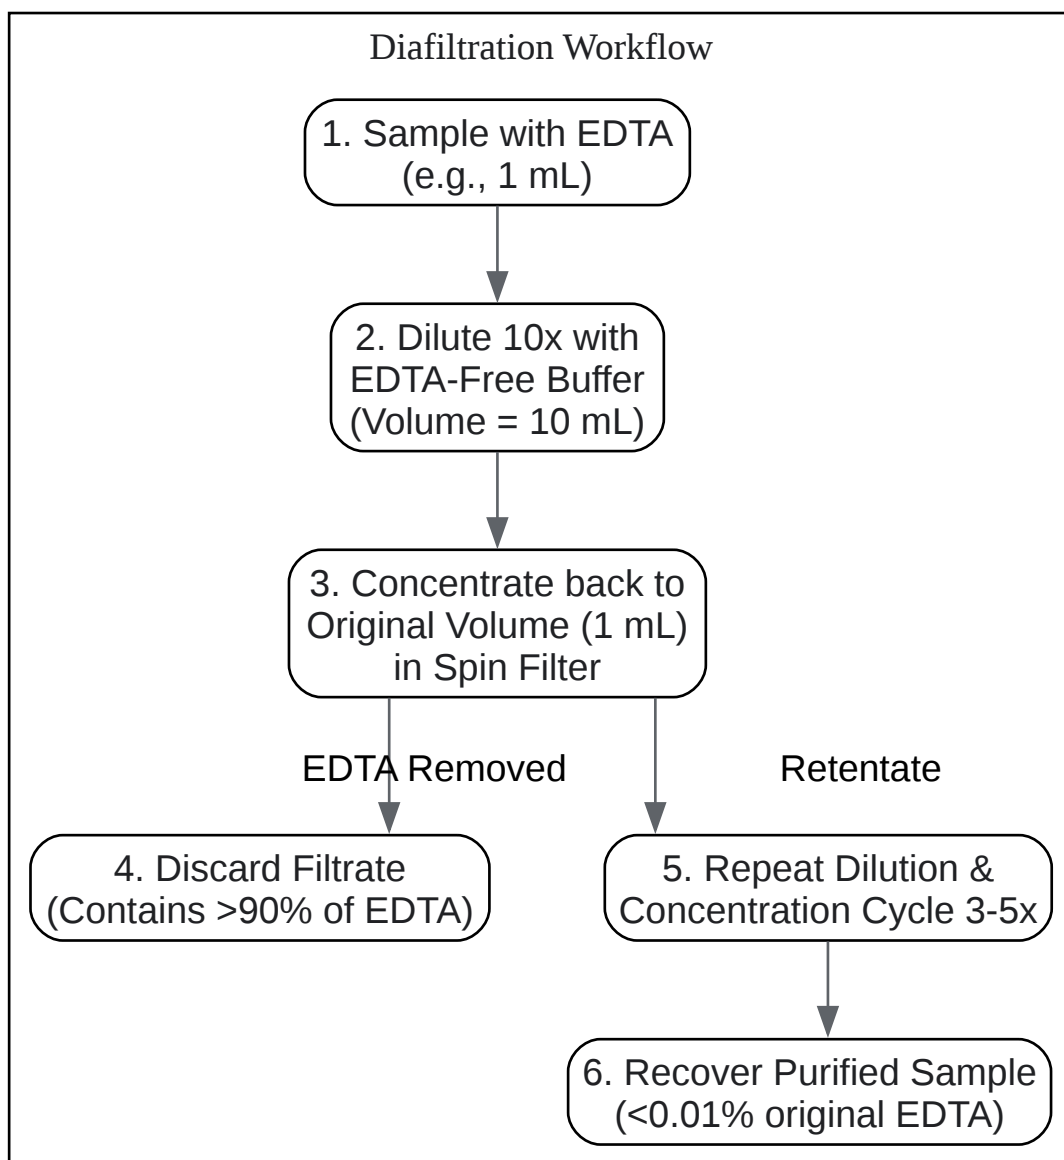 Diafiltration Workflow
1. Sample with EDTA
(e.g., 1 mL)
2. Dilute 10x with
EDTA-Free Buffer
(Volume = 10 mL)
3. Concentrate back to
Original Volume (1 mL)
in Spin Filter
EDTA Removed
Retentate
4. Discard Filtrate
(Contains >90% of EDTA)
5. Repeat Dilution &
Concentration Cycle 3-5x
6. Recover Purified Sample
(<0.01% original EDTA)